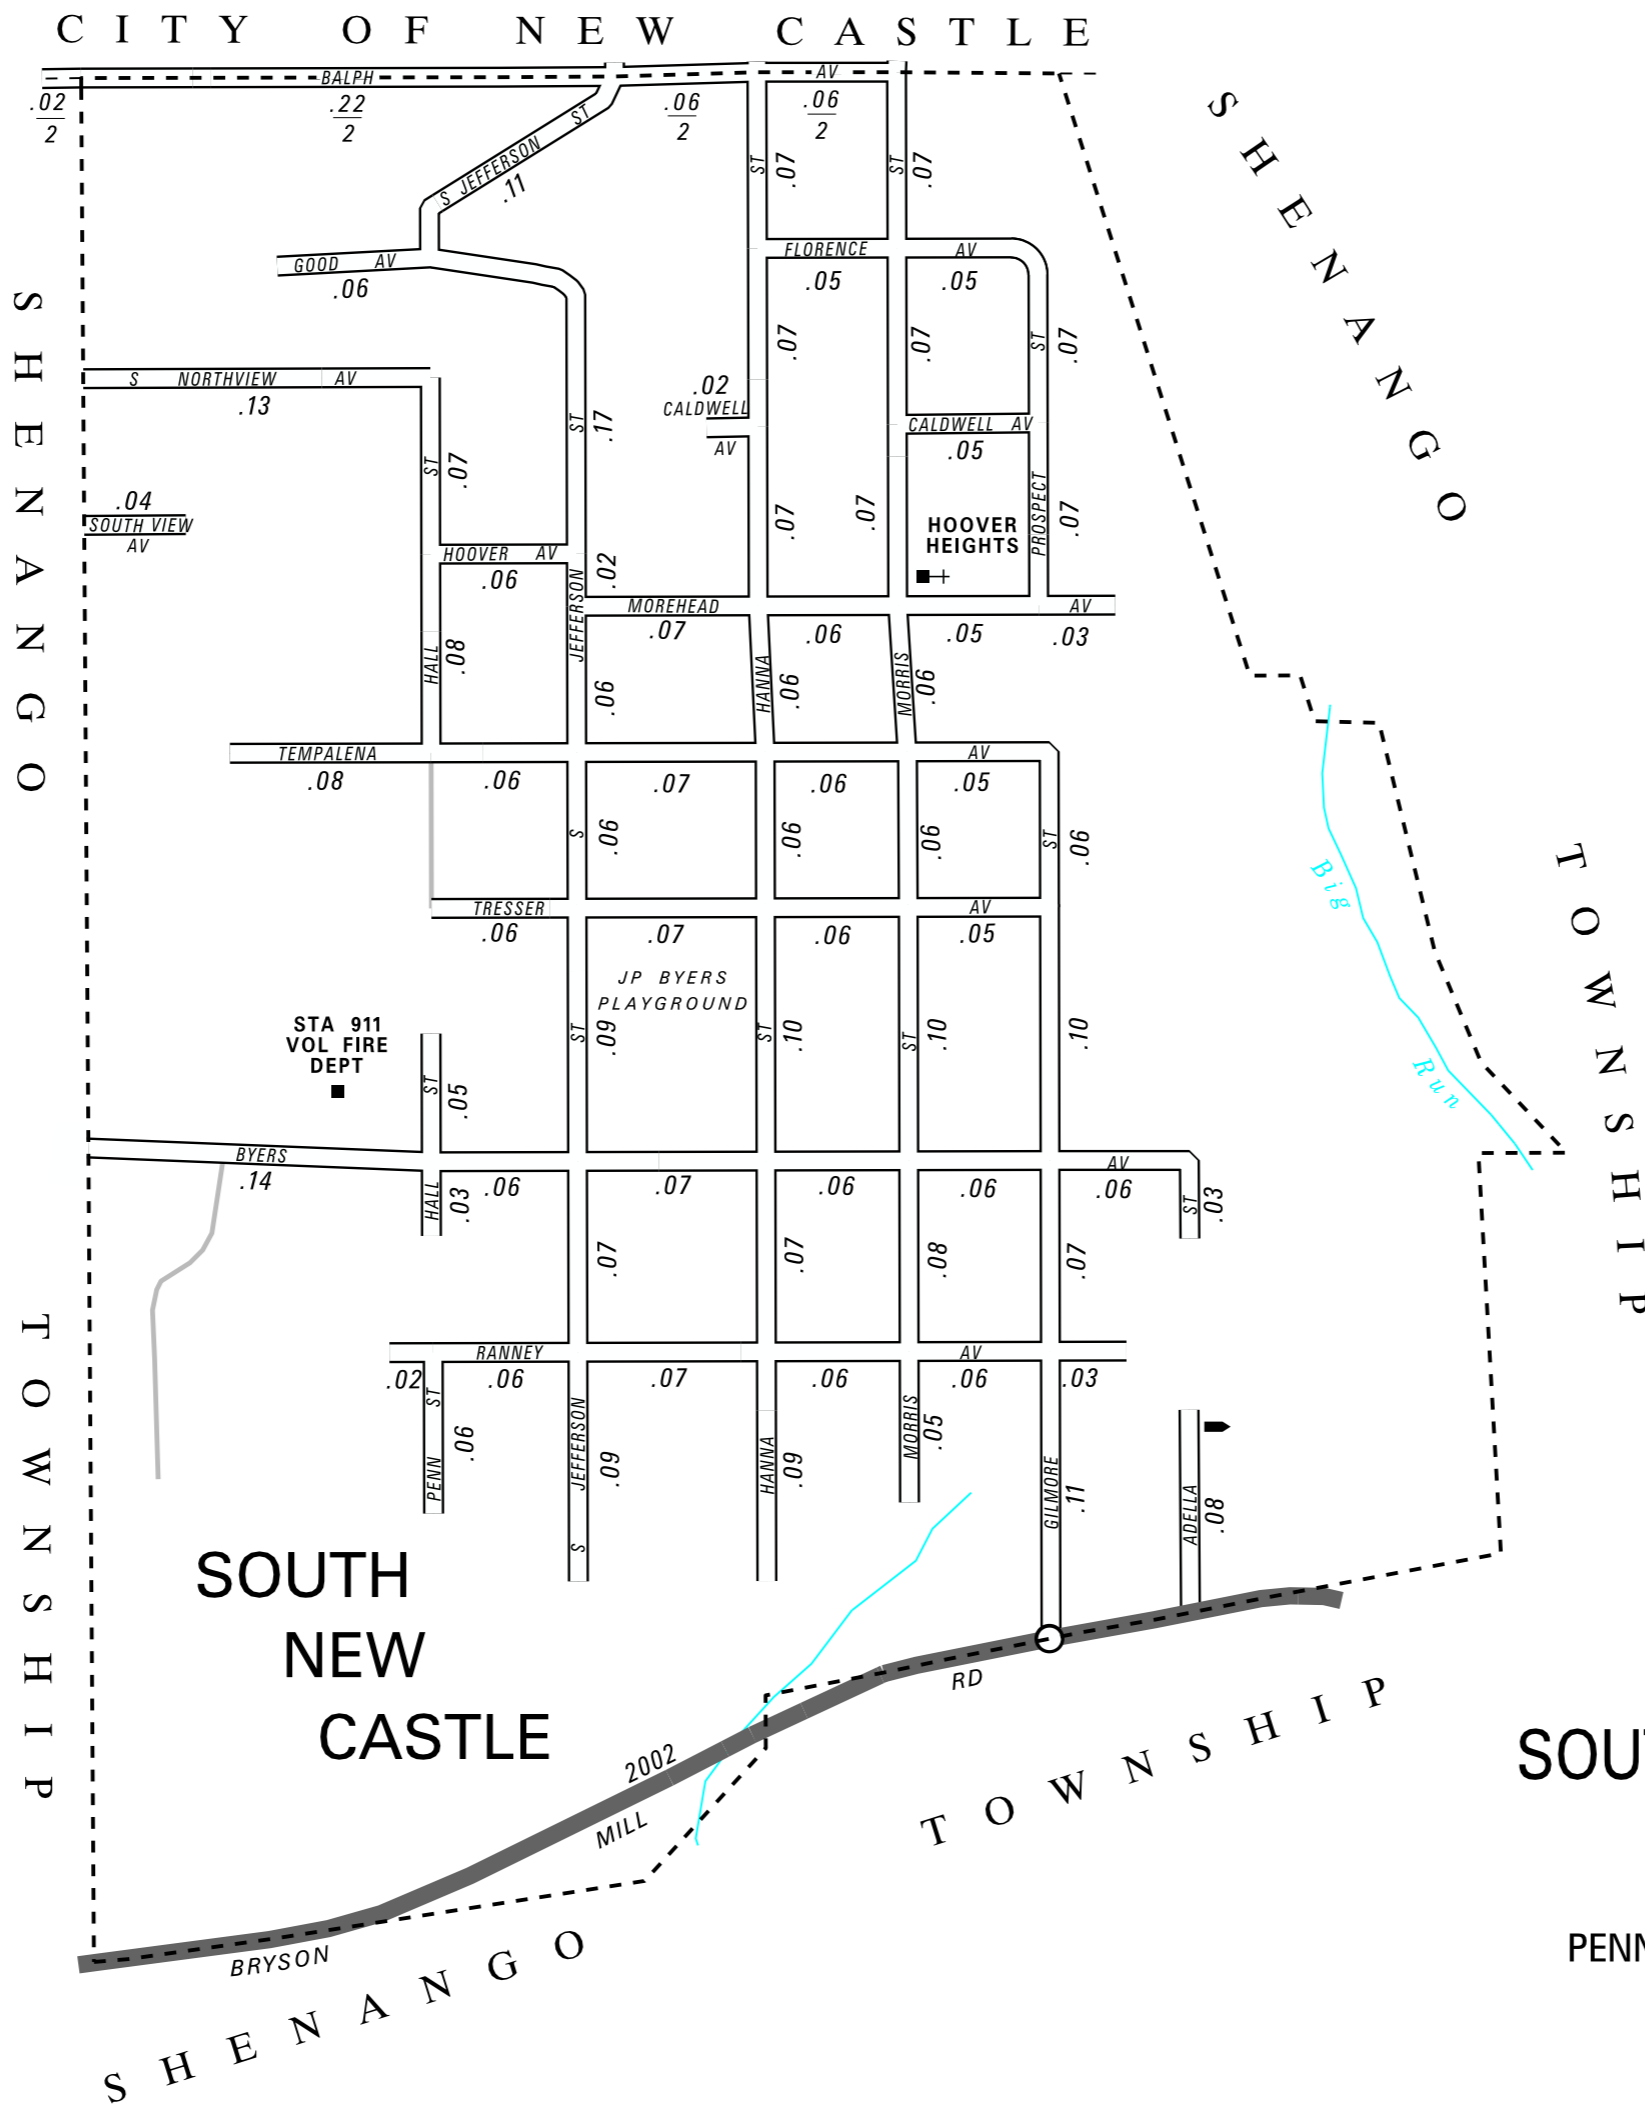 CITY OF NEW CASTLE
BALPH AV
.02
2
.22
2
.06
2
.06
2
S JEFFERSON ST
.11
ST
.07
ST
.07
GOOD AV
.06
FLORENCE AV
.05
.05
S NORTHVIEW AV
.13
ST
.17
.07
.07
ST
.07
.02
CALDWELL
AV
CALDWELL AV
.05
ST
.07
.04
SOUTH VIEW
AV
.07
.07
HOOVER
HEIGHTS
PROSPECT
.07
HOOVER AV
.06
.02
JEFFERSON
MOREHEAD AV
.07
.06
.05
.03
HALL
.08
.06
HANNA
.06
MORRIS
.06
TEMPALENA AV
.08
.06
.07
.06
.05
S
.06
.06
.06
ST
.06
TRESSER AV
.06
.07
.06
.05
JP BYERS
PLAYGROUND
STA 911
VOL FIRE
DEPT
ST
.05
ST
.09
ST
.10
ST
.10
.10
BYERS AV
.14
.06
.07
.06
.06
.06
HALL
.03
ST
.03
.07
.07
.08
.07
RANNEY AV
.02
.06
.07
.06
.06
.03
PENN ST
.06
S JEFFERSON
.09
HANNA
.09
MORRIS
.05
GILMORE
.11
ADELLA
.08
SOUTH
NEW
CASTLE
2002
BRYSON MILL RD
Big Run
SHENANGO
TOWNSHIP
SHENANGO
TOWNSHIP
SHENANGO
TOWNSHIP
SOU
PENN